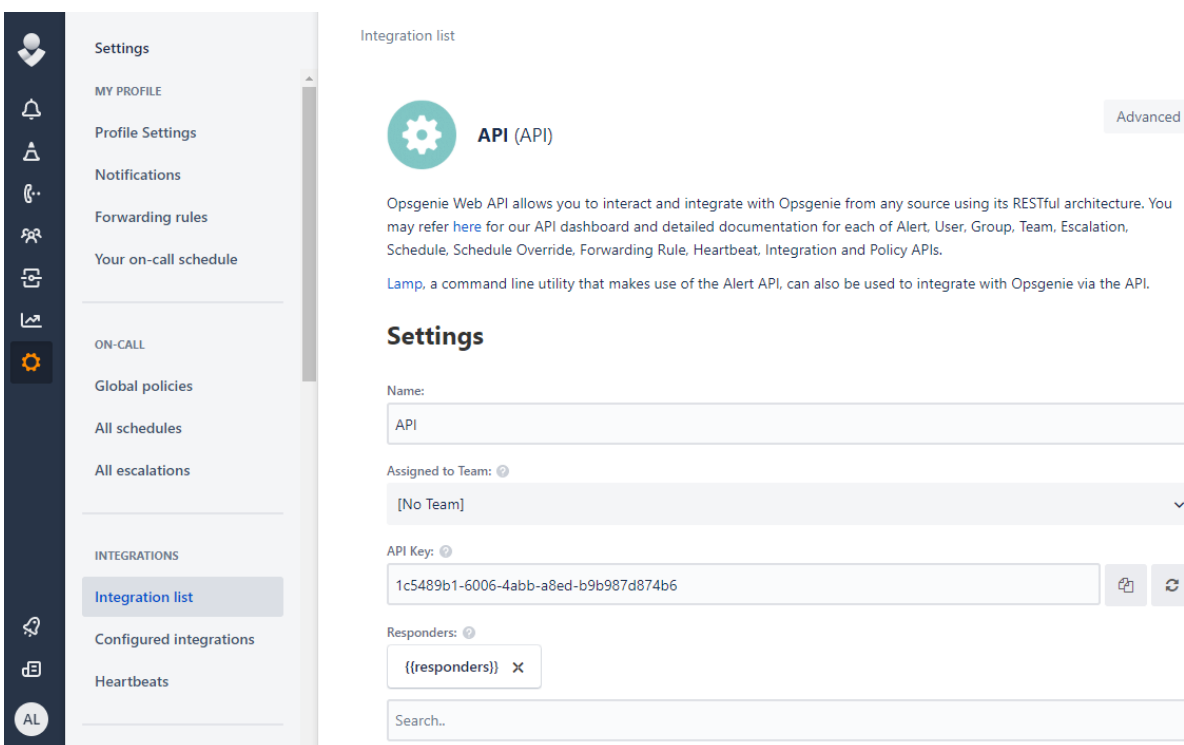 Settings
MY PROFILE
Profile Settings
Notifications
Forwarding rules
Your on-call schedule
ON-CALL
Global policies
All schedules
All escalations
INTEGRATIONS
Integration list
Configured integrations
Heartbeats
AL
Integration list
API (API)
Advanced
Opsgenie Web API allows you to interact and integrate with Opsgenie from any source using its RESTful architecture. You
may refer here for our API dashboard and detailed documentation for each of Alert, User, Group, Team, Escalation,
Schedule, Schedule Override, Forwarding Rule, Heartbeat, Integration and Policy APIs.
Lamp, a command line utility that makes use of the Alert API, can also be used to integrate with Opsgenie via the API.
Settings
Name:
API
Assigned to Team:
[No Team]
API Key:
1c5489b1-6006-4abb-a8ed-b9b987d874b6
Responders:
{{responders}}
Search..